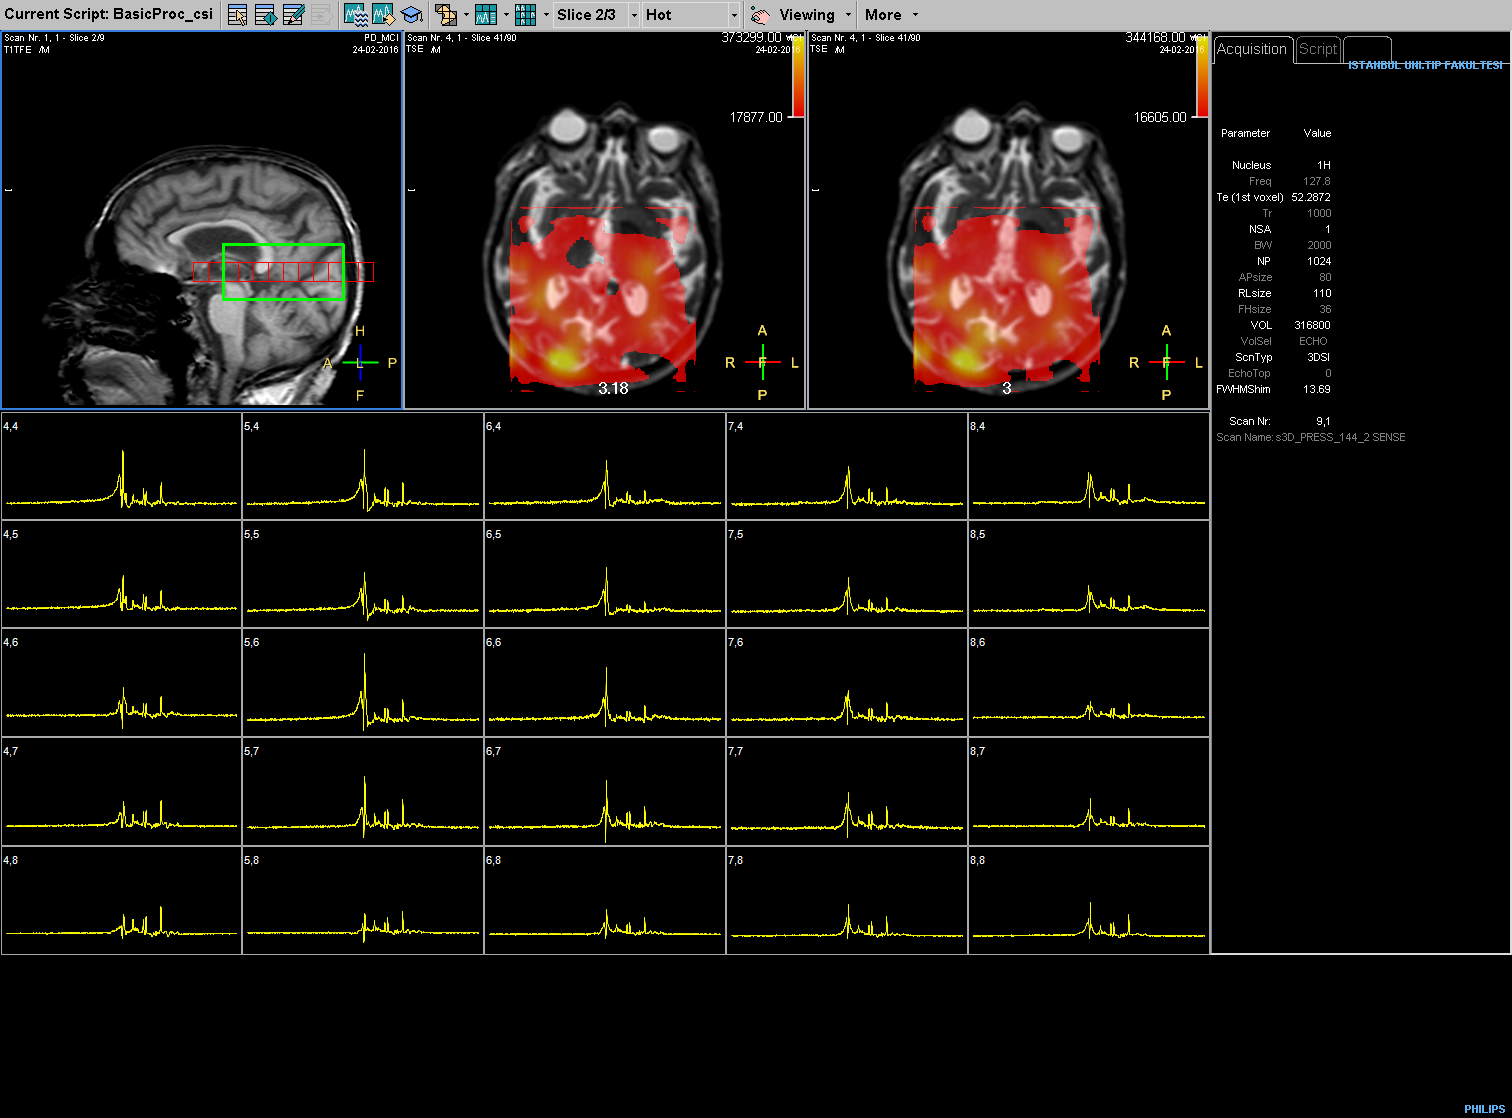 Current Script: BasicProc_csi
Slice 2/3
Hot
Viewing
More
Scan Nr. 1, 1 - Slice 2/9
PD_MCI
T1TFE /M
24-02-2016
H
A L P
F
Scan Nr. 4, 1 - Slice 41/90
373299.00
TSE /M
24-02-2016
17877.00
A
R F L
P
3.18
Scan Nr. 4, 1 - Slice 41/90
344168.00
TSE /M
24-02-2016
16605.00
A
R F L
P
3
Acquisition
Script
ISTANBUL UNI.TIP FAKULTESI
Parameter Value
Nucleus 1H
Freq 127.8
Te (1st voxel) 52.2872
Tr 1000
NSA 1
BW 2000
NP 1024
APsize 80
RLsize 110
FHsize 36
VOL 316800
VolSel ECHO
ScnTyp 3DSI
EchoTop 0
FWHMShim 13.69
Scan Nr: 9,1
Scan Name: s3D_PRESS_144_2 SENSE
4,4 5,4 6,4 7,4 8,4
4,5 5,5 6,5 7,5 8,5
4,6 5,6 6,6 7,6 8,6
4,7 5,7 6,7 7,7 8,7
4,8 5,8 6,8 7,8 8,8
PHILIPS